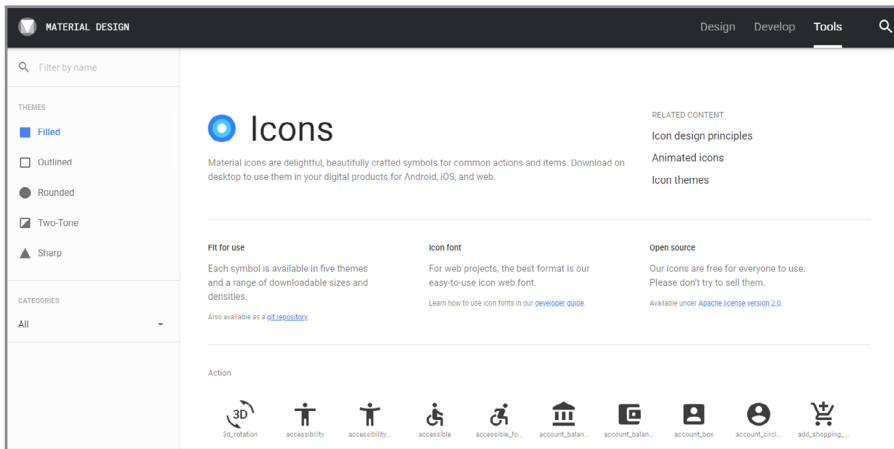 MATERIAL DESIGN
Design Develop Tools
Filter by name
THEMES
Filled
Outlined
Rounded
Two-Tone
Sharp
CATEGORIES
All
Icons
Material icons are delightful, beautifully crafted symbols for common actions and items. Download on
desktop to use them in your digital products for Android, iOS, and web.
RELATED CONTENT
Icon design principles
Animated icons
Icon themes
Fit for use
Each symbol is available in five themes
and a range of downloadable sizes and
densities.
Also available as a git repository.
Icon font
For web projects, the best format is our
easy-to-use icon web font.
Learn how to use icon fonts in our developer guide.
Open source
Our icons are free for everyone to use.
Please don't try to sell them.
Available under Apache license version 2.0.
Action
3D
3d_rotation accessibility accessibility... accessible accessible_fo... account_balan... account_balan... account_box account_circl... add_shopping_...